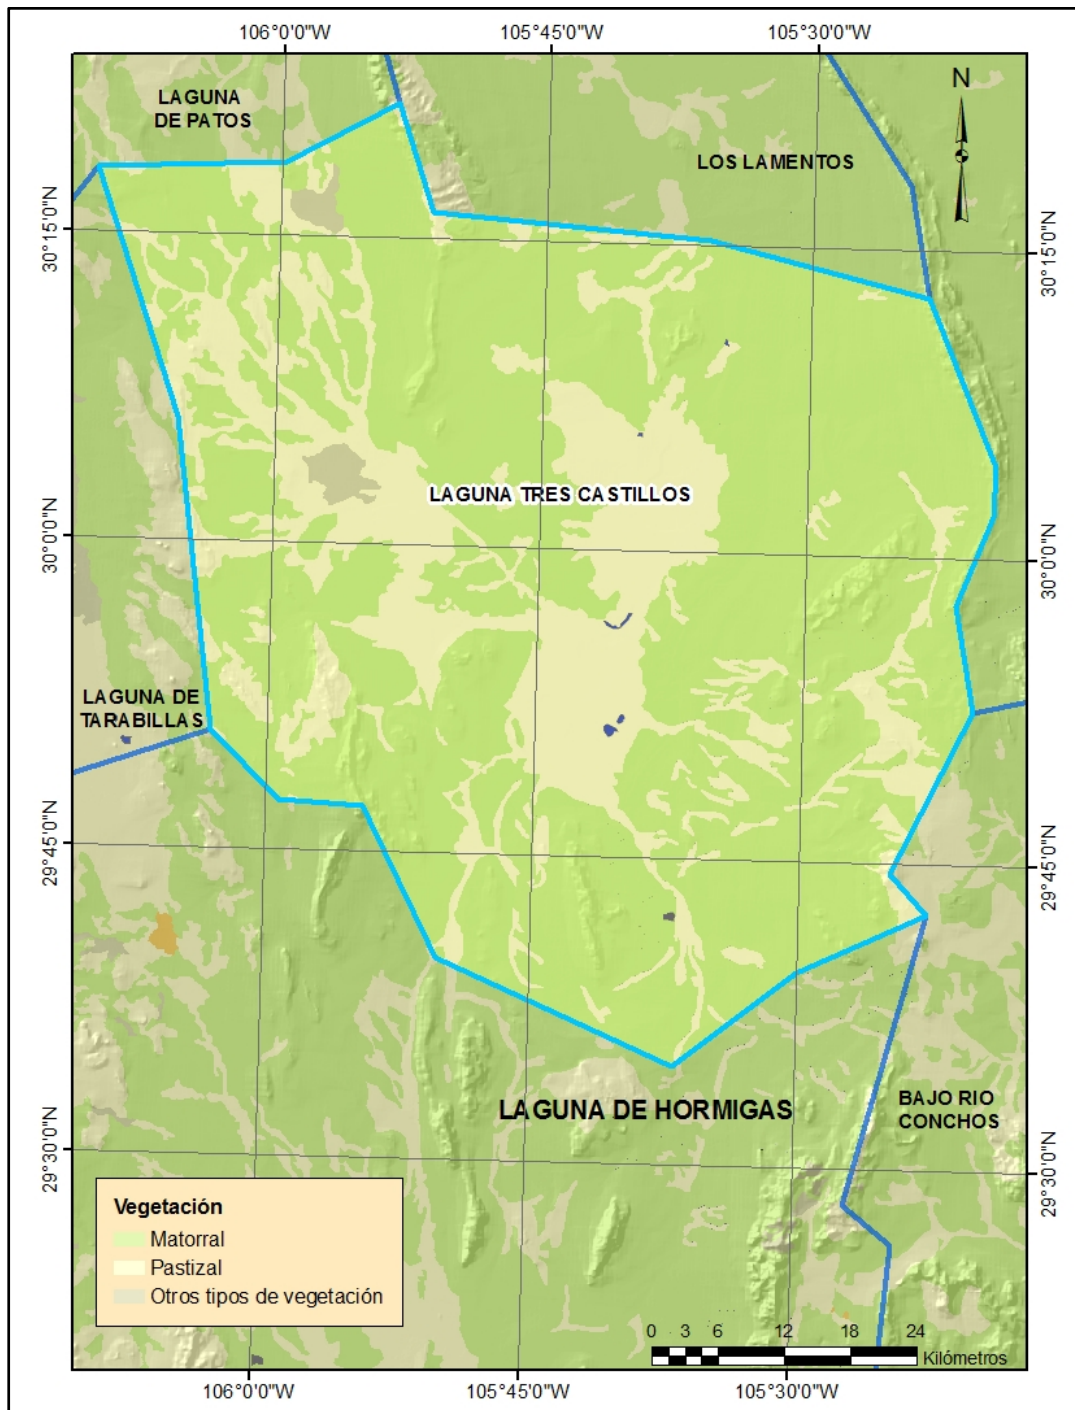 106°0'0"W
105°45'0"W
105°30'0"W
N
LAGUNA
DE PATOS
LOS LAMENTOS
30°15'0"N
30°15'0"N
LAGUNA TRES CASTILLOS
30°0'0"N
30°0'0"N
LAGUNA DE
TARABILLAS
29°45'0"N
29°45'0"N
LAGUNA DE HORMIGAS
BAJO RIO
CONCHOS
29°30'0"N
29°30'0"N
Vegetación
Matorral
Pastizal
Otros tipos de vegetación
0 3 6 12 18 24
Kilómetros
106°0'0"W
105°45'0"W
105°30'0"W